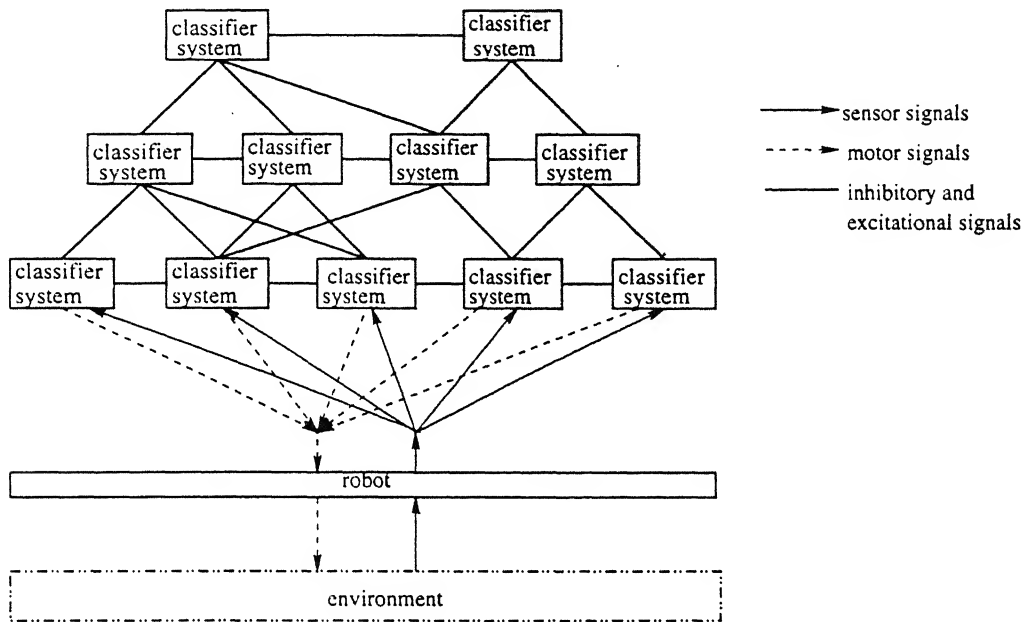 classifier
system
classifier
system
classifier
system
classifier
system
classifier
system
classifier
system
classifier
system
classifier
system
classifier
system
classifier
system
classifier
system
robot
environment
sensor signals
motor signals
inhibitory and
excitational signals